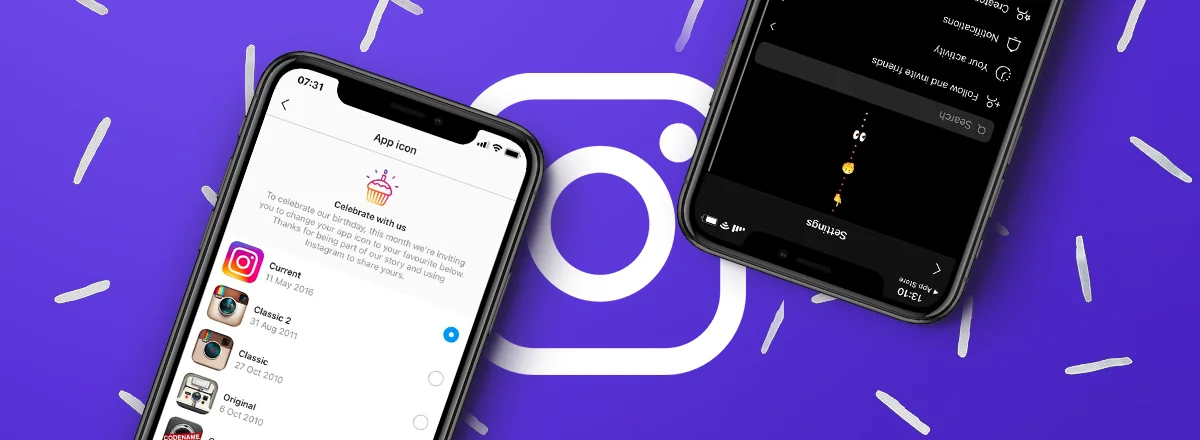 07:31
App icon
Celebrate with us
To celebrate our birthday, this month we're inviting
you to change your app icon to your favourite below.
Thanks for being part of our story and using
Instagram to share yours.
Current
11 May 2016
Classic 2
31 Aug 2011
Classic
27 Oct 2010
Original
6 Oct 2010
CODENAME
13:10
App Store
Settings
Search
Follow and invite friends
Your activity
Notifications